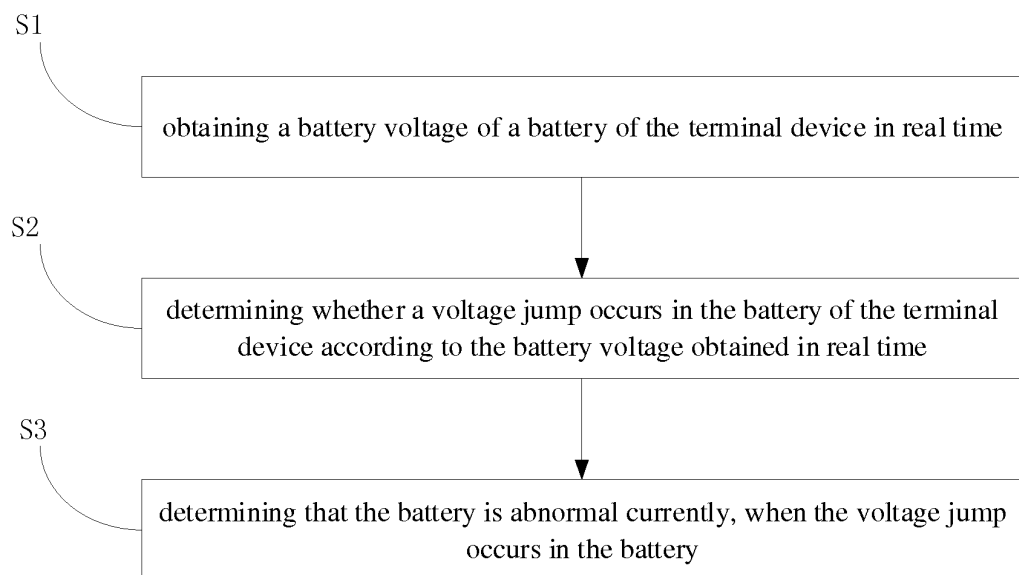 S1
obtaining a battery voltage of a battery of the terminal device in real time
S2
determining whether a voltage jump occurs in the battery of the terminal
device according to the battery voltage obtained in real time
S3
determining that the battery is abnormal currently, when the voltage jump
occurs in the battery